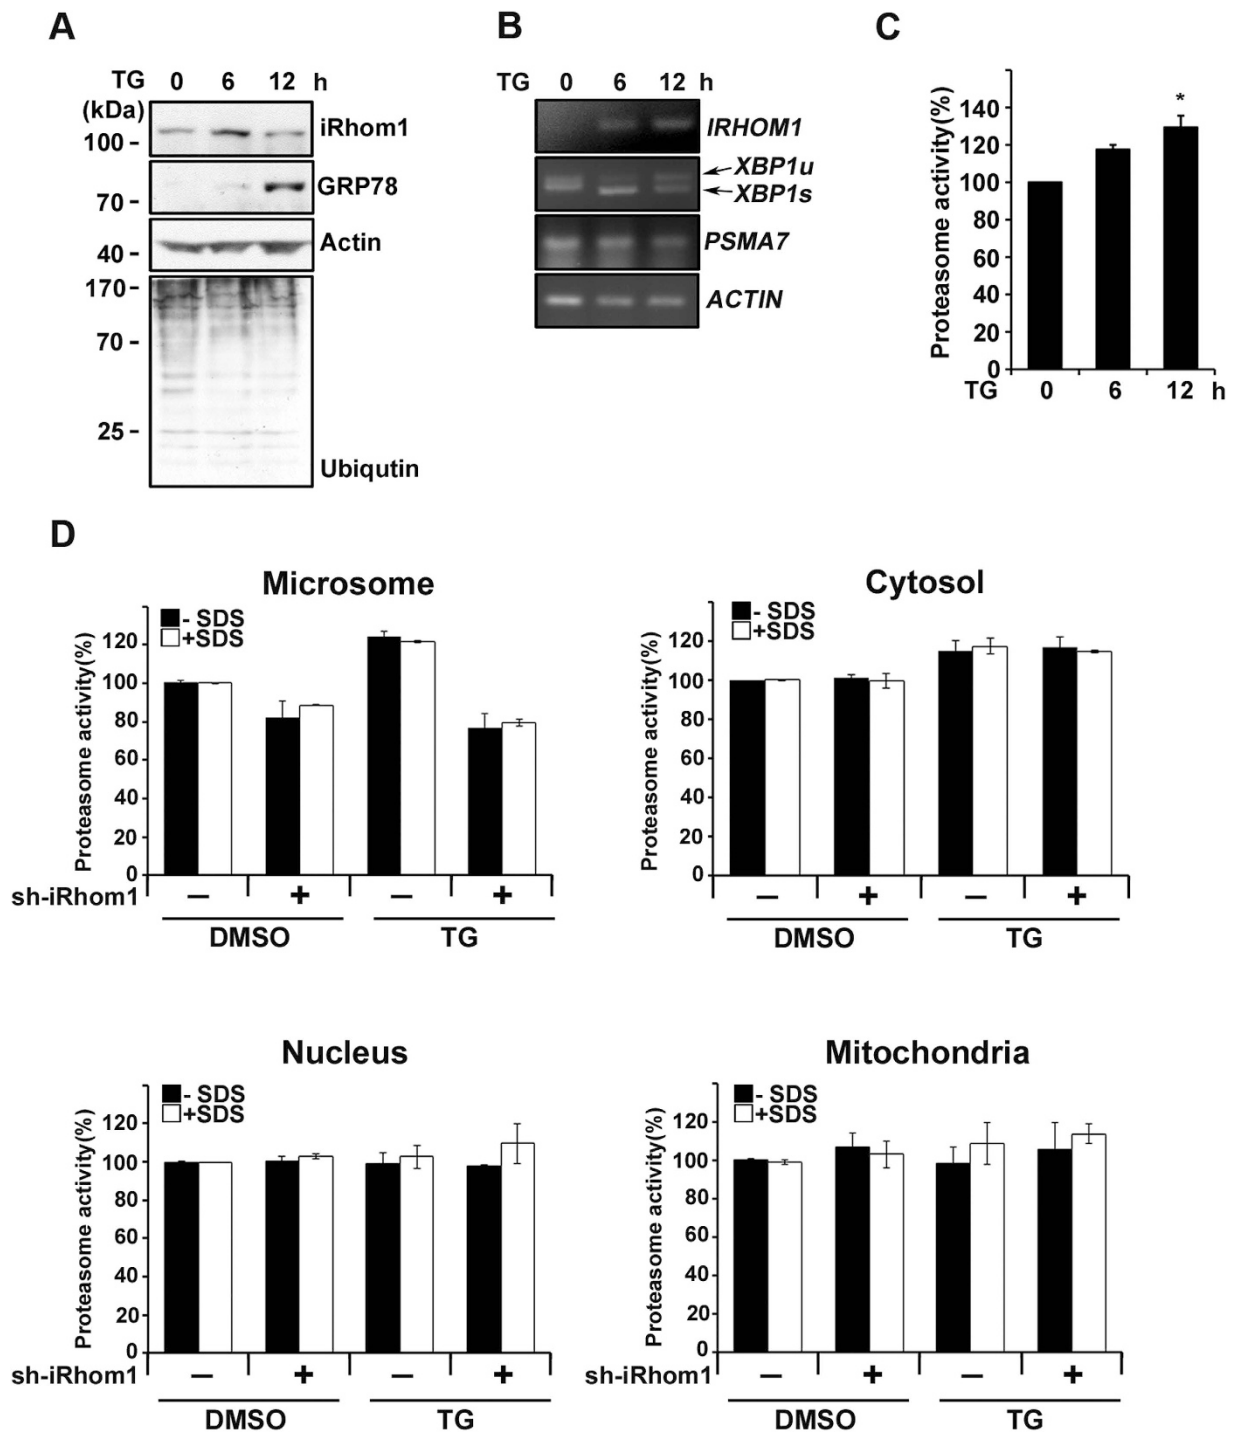 A
TG 0 6 12 h
(kDa)
100 -
iRhom1
GRP78
70 -
Actin
40 -
170 -
70 -
25 -
Ubiqutin
B
TG 0 6 12 h
IRHOM1
XBP1u
XBP1s
PSMA7
ACTIN
C
Proteasome activity(%)
140
120
100
80
60
40
20
0
*
TG 0 6 12 h
D
Microsome
- SDS
+SDS
Proteasome activity(%)
120
100
80
60
40
20
0
sh-iRhom1 − + − +
DMSO TG
Cytosol
- SDS
+SDS
Proteasome activity(%)
120
100
80
60
40
20
0
− + − +
DMSO TG
Nucleus
- SDS
+SDS
Proteasome activity(%)
120
100
80
60
40
20
0
sh-iRhom1 − + − +
DMSO TG
Mitochondria
- SDS
+SDS
Proteasome activity(%)
120
100
80
60
40
20
0
sh-iRhom1 − + − +
DMSO TG